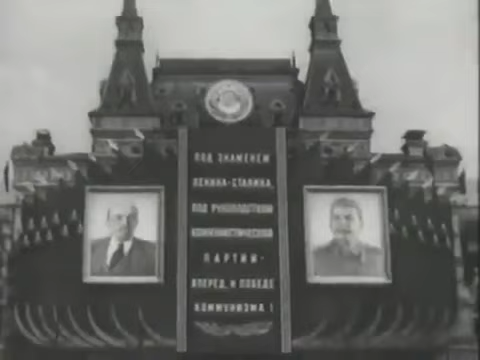 ПОД ЗНАМЕНЕМ
ЛЕНИНА-СТАЛИНА,
ПОД РУКОВОДСТВОМ
ПАРТИИ -
ВПЕРЕД, К ПОБЕДЕ
КОММУНИЗМА!